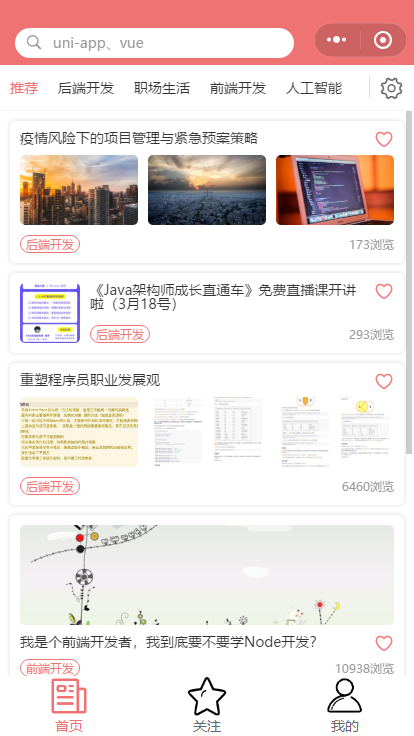 uni-app、vue
推荐
后端开发
职场生活
前端开发
人工智能
疫情风险下的项目管理与紧急预案策略
后端开发
173浏览
《Java架构师成长直通车》免费直播课开讲
啦（3月18号）
后端开发
293浏览
重塑程序员职业发展观
后端开发
6460浏览
我是个前端开发者，我到底要不要学Node开发？
前端开发
10938浏览
首页
关注
我的